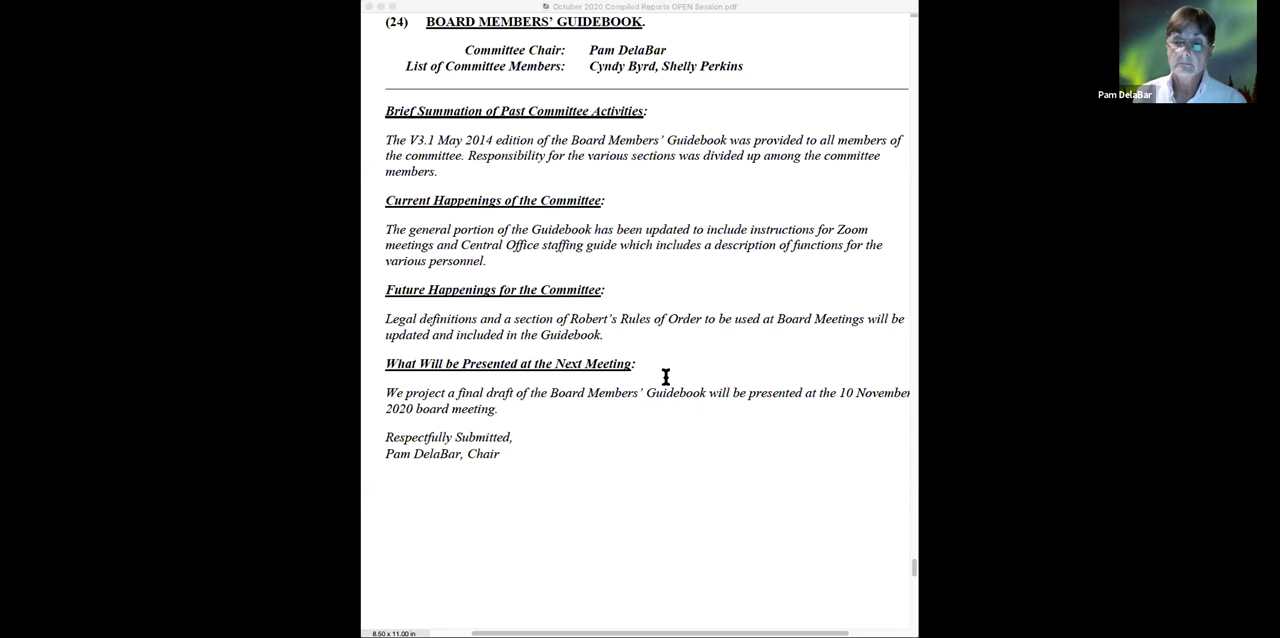 October 2020 Compiled Reports OPEN Session.pdf
(24) BOARD MEMBERS' GUIDEBOOK.
Committee Chair: Pam DelaBar
List of Committee Members: Cyndy Byrd, Shelly Perkins
Brief Summation of Past Committee Activities:
The V3.1 May 2014 edition of the Board Members' Guidebook was provided to all members of
the committee. Responsibility for the various sections was divided up among the committee
members.
Current Happenings of the Committee:
The general portion of the Guidebook has been updated to include instructions for Zoom
meetings and Central Office staffing guide which includes a description of functions for the
various personnel.
Future Happenings for the Committee:
Legal definitions and a section of Robert's Rules of Order to be used at Board Meetings will be
updated and included in the Guidebook.
What Will be Presented at the Next Meeting:
We project a final draft of the Board Members' Guidebook will be presented at the 10 November
2020 board meeting.
Respectfully Submitted,
Pam DelaBar, Chair
8.50 x 11.00 in
Pam DelaBar